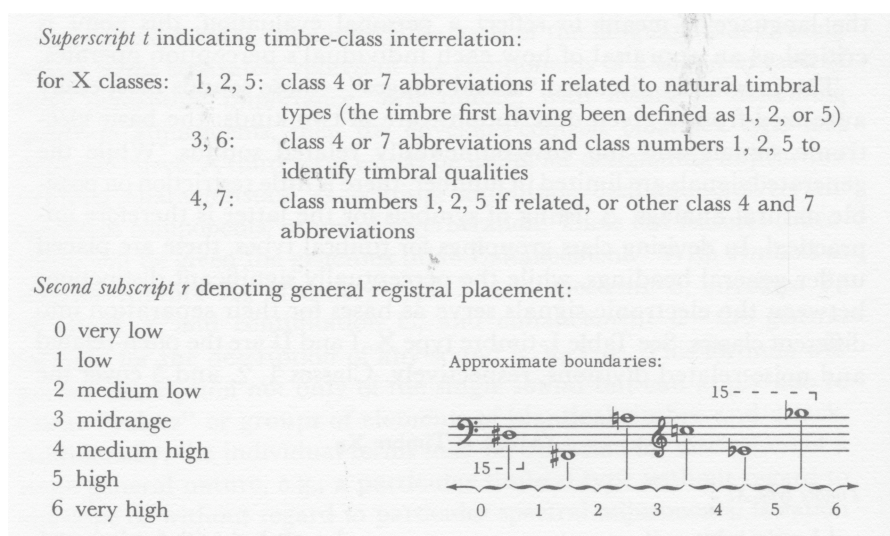 Superscript t indicating timbre-class interrelation:
for X classes: 1, 2, 5: class 4 or 7 abbreviations if related to natural timbral
types (the timbre first having been defined as 1, 2, or 5)
3, 6: class 4 or 7 abbreviations and class numbers 1, 2, 5 to
identify timbral qualities
4, 7: class numbers 1, 2, 5 if related, or other class 4 and 7
abbreviations
Second subscript r denoting general registral placement:
0 very low
1 low
2 medium low
3 midrange
4 medium high
5 high
6 very high
Approximate boundaries
15
15
0 1 2 3 4 5 6